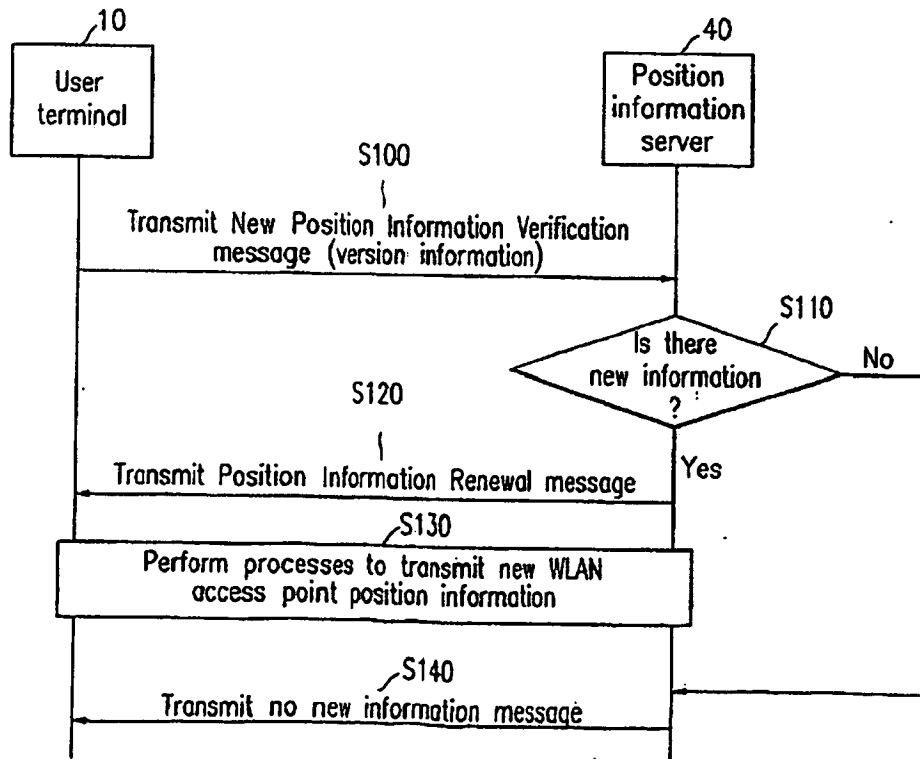 10
User
terminal
40
Position
information
server
S100
Transmit New Position Information Verification
message (version information)
S110
Is there
new information
?
No
S120
Transmit Position Information Renewal message
Yes
S130
Perform processes to transmit new WLAN
access point position information
S140
Transmit no new information message